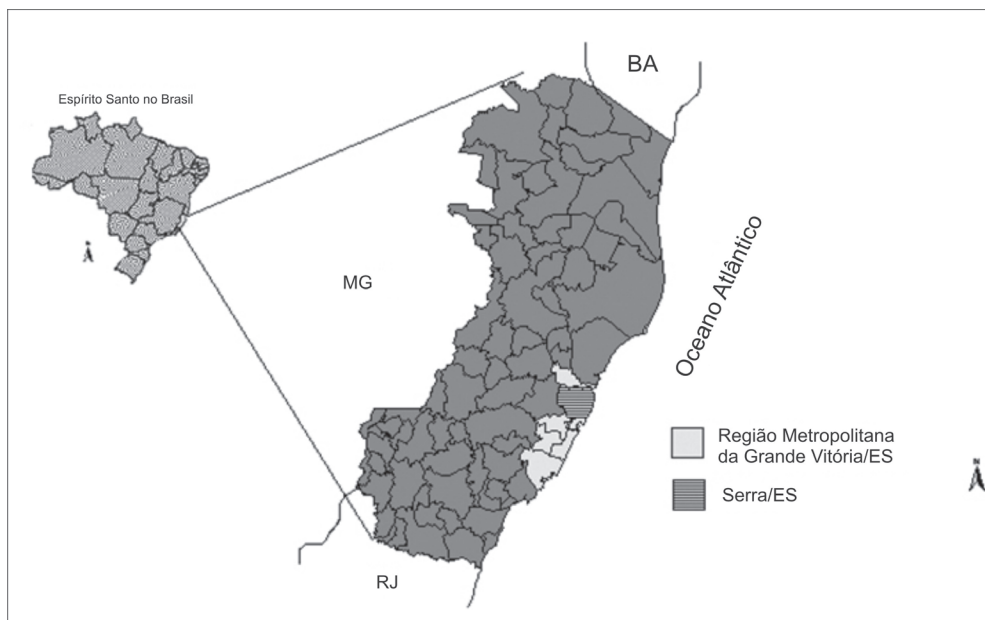 BA
Espírito Santo no Brasil
N
MG
Oceano Atlântico
Região Metropolitana
da Grande Vitória/ES
Serra/ES
N
RJ